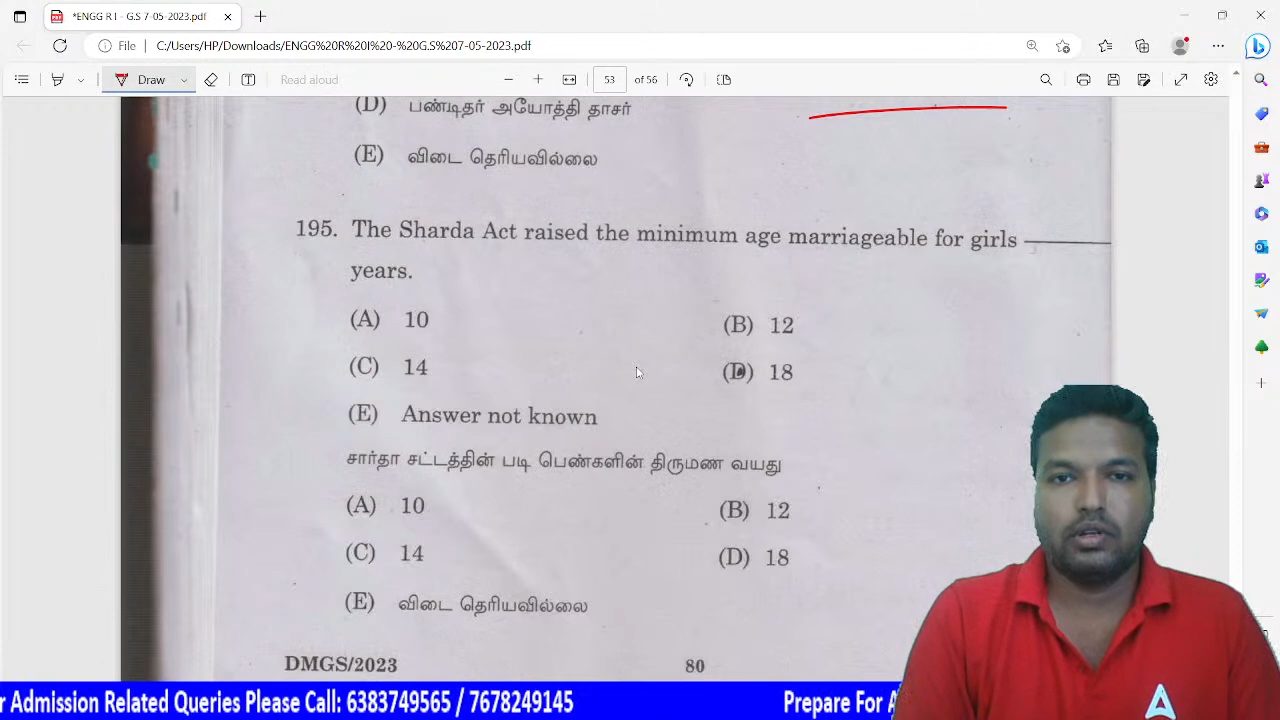 *ENGG R I - G.S 7-05-2023.pdf
File C:/Users/HP/Downloads/ENGG%20R%20I%20-%20G.S%207-05-2023.pdf
Draw Read aloud 53 of 56
(D) பண்டிதர் அயோத்தி தாசர்
(E) விடை தெரியவில்லை
195. The Sharda Act raised the minimum age marriageable for girls
years.
(A) 10 (B) 12
(C) 14 (D) 18
(E) Answer not known
சார்தா சட்டத்தின் படி பெண்களின் திருமண வயது
(A) 10 (B) 12
(C) 14 (D) 18
(E) விடை தெரியவில்லை
DMGS/2023 80
r Admission Related Queries Please Call: 6383749565 / 7678249145 Prepare For